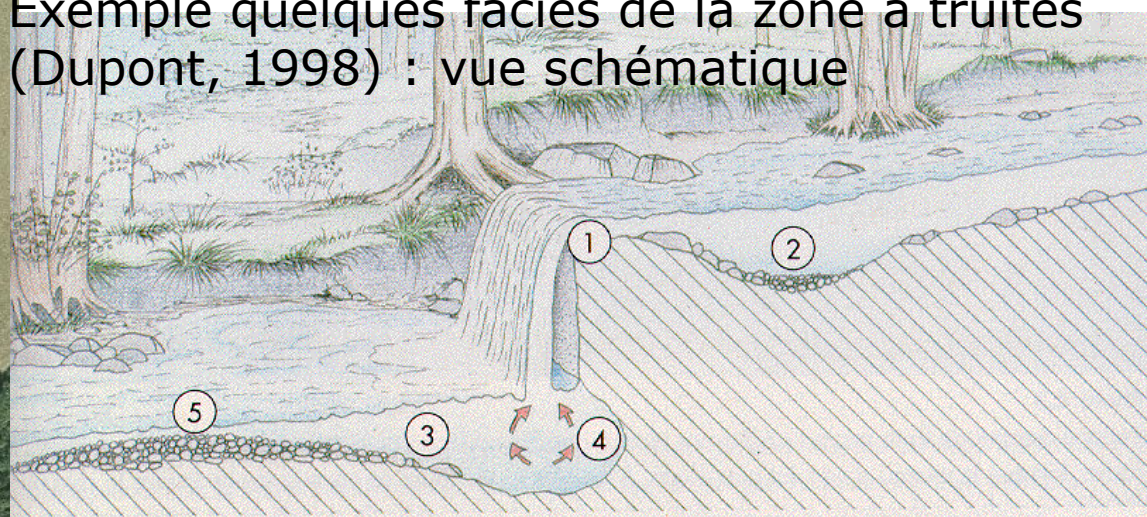 Exemple quelques faciès de la zone à truites
(Dupont, 1998) : vue schématique
1
2
5
3
4